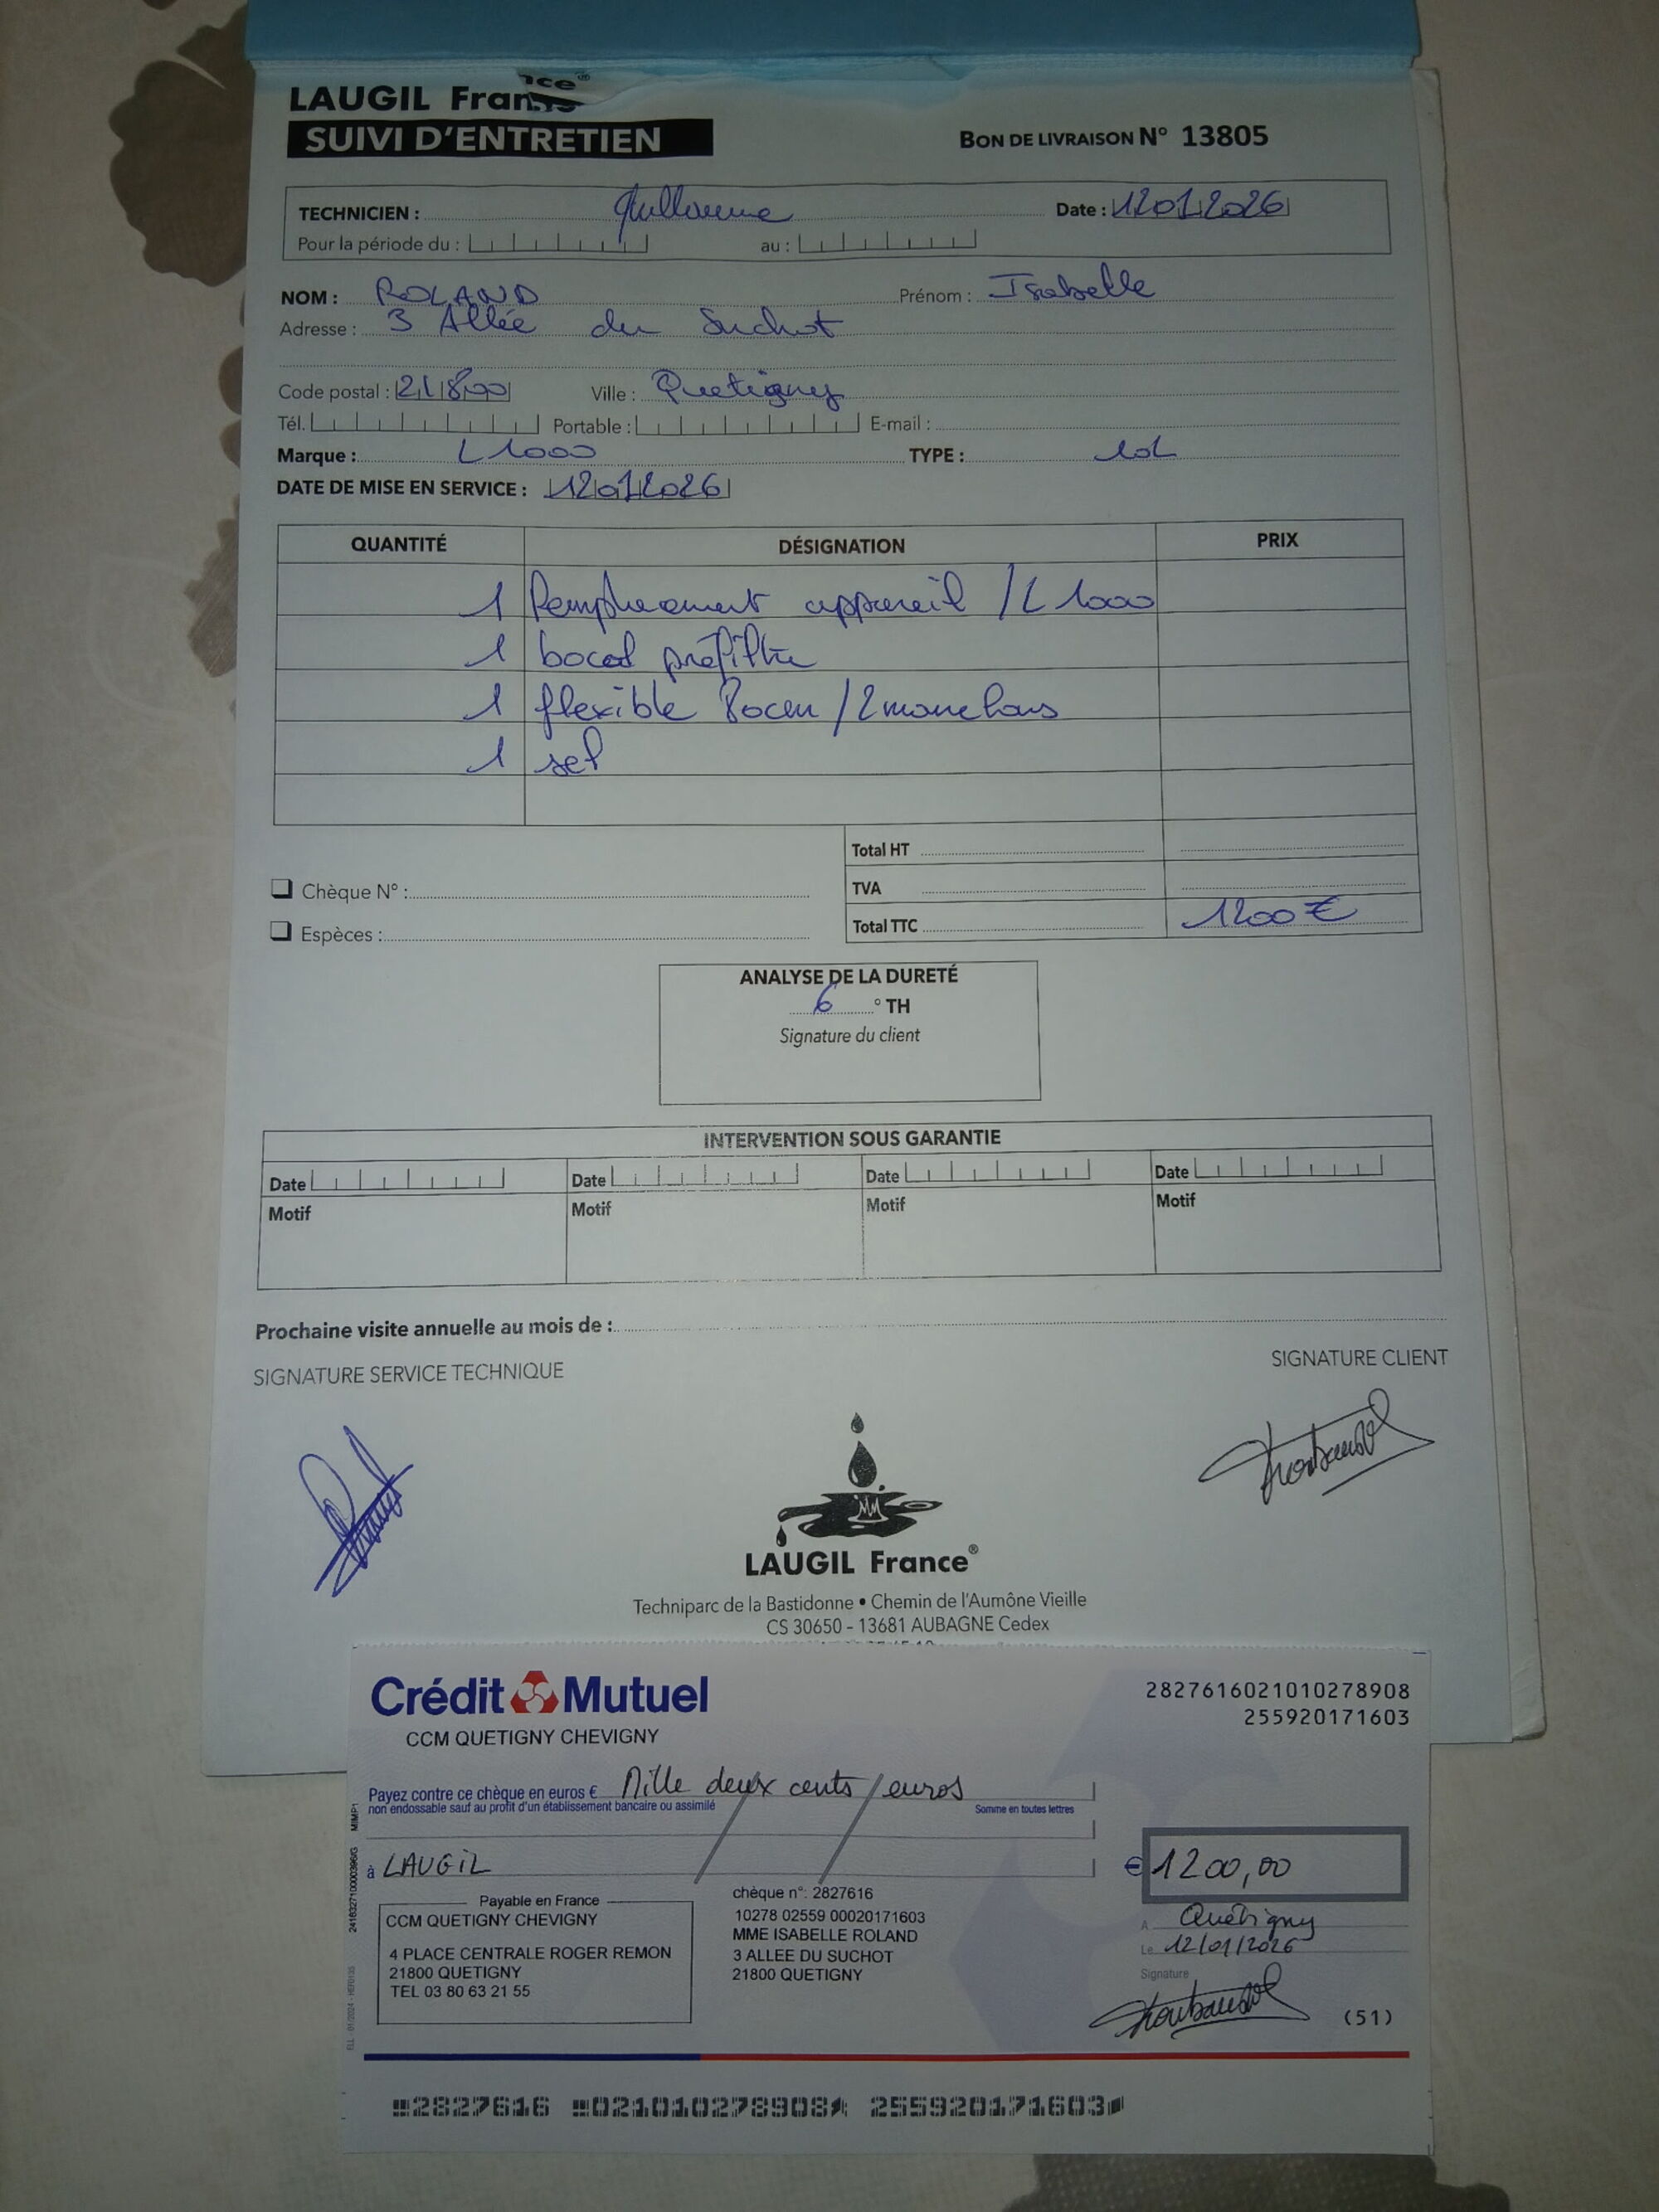 LAUGIL Fran
nce®
SUIVI D'ENTRETIEN
BON DE LIVRAISON N° 13805
TECHNICIEN : Guillaume Date : 12012026
Pour la période du : au :
NOM : ROLAND Prénom : Isabelle
Adresse : 3 Allée du Suchot
Code postal : 21800 Ville : Quetigny
Tél. Portable : E-mail :
Marque : L1000 TYPE : 10L
DATE DE MISE EN SERVICE : 12012026
QUANTITÉ DÉSIGNATION PRIX
1 Remplacement appareil / L1000
1 bocal préfiltre
1 flexible 80cm / 2 manchons
1 sel
Total HT
Chèque N° : TVA
Espèces : Total TTC 1200€
ANALYSE DE LA DURETÉ
6 ° TH
Signature du client
INTERVENTION SOUS GARANTIE
Date Date Date Date
Motif Motif Motif Motif
Prochaine visite annuelle au mois de :
SIGNATURE SERVICE TECHNIQUE SIGNATURE CLIENT
LAUGIL France®
Techniparc de la Bastidonne • Chemin de l'Aumône Vieille
CS 30650 - 13681 AUBAGNE Cedex
Crédit Mutuel
CCM QUETIGNY CHEVIGNY
2827616021010278908
255920171603
Payez contre ce chèque en euros € Mille deux cents / euros
non endossable sauf au profit d'un établissement bancaire ou assimilé Somme en toutes lettres
à LAUGIL
€ 1200,00
Payable en France
CCM QUETIGNY CHEVIGNY
4 PLACE CENTRALE ROGER REMON
21800 QUETIGNY
TEL 03 80 63 21 55
chèque n°: 2827616
10278 02559 00020171603
MME ISABELLE ROLAND
3 ALLEE DU SUCHOT
21800 QUETIGNY
A Quétigny
Le 12/01/2026
Signature
(51)
2827616 021010278908 255920171603